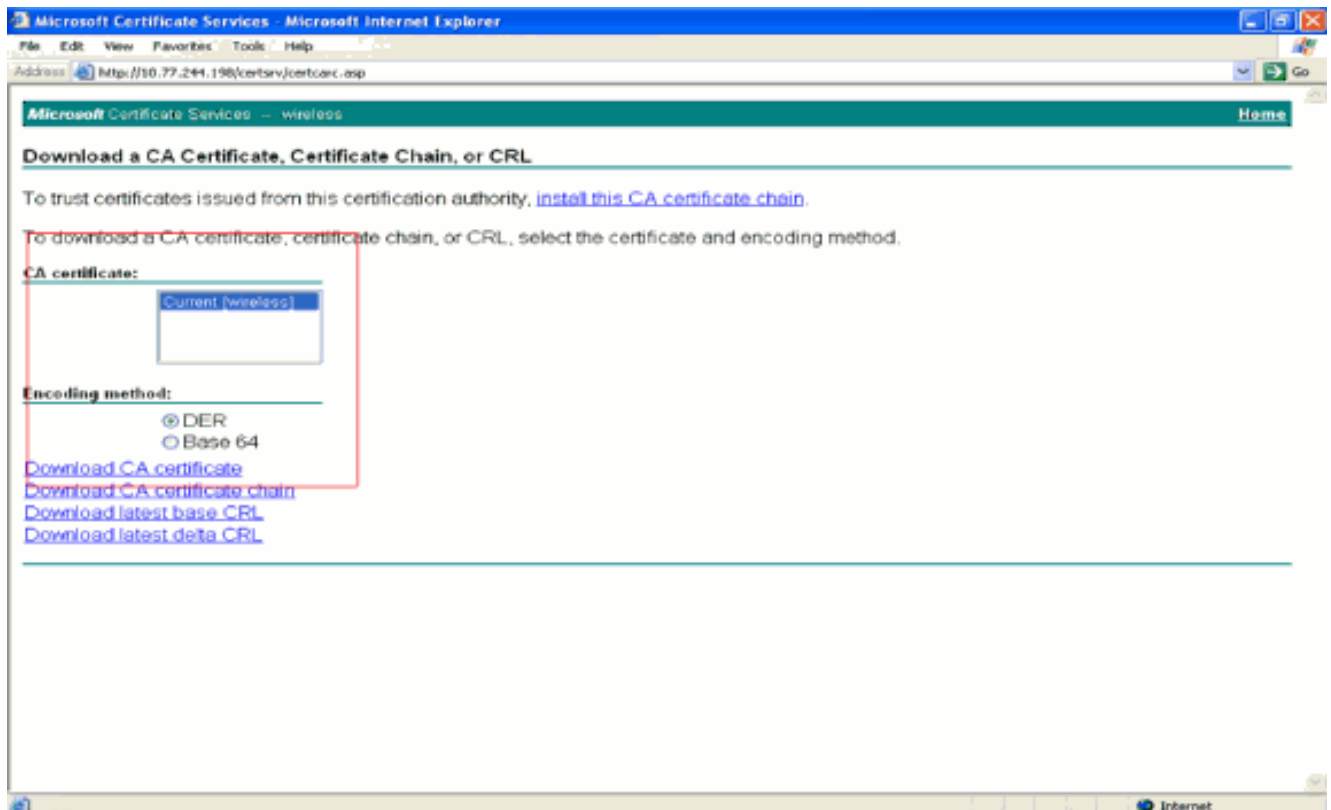 Microsoft Certificate Services - Microsoft Internet Explorer
File Edit View Favorites Tools Help
Address http://10.77.244.198/certsrv/certcarc.asp Go
Microsoft Certificate Services -- wireless Home
Download a CA Certificate, Certificate Chain, or CRL
To trust certificates issued from this certification authority, install this CA certificate chain.
To download a CA certificate, certificate chain, or CRL, select the certificate and encoding method.
CA certificate:
Current [wireless]
Encoding method:
DER
Base 64
Download CA certificate
Download CA certificate chain
Download latest base CRL
Download latest delta CRL
Internet